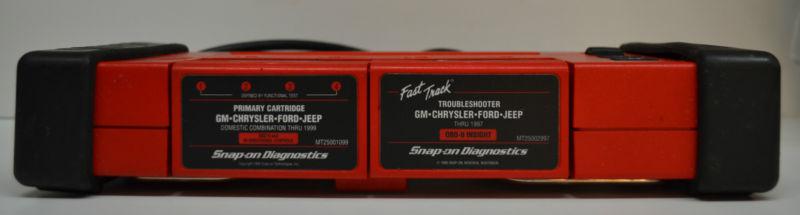 1 2 3 4
DEFINED BY FUNCTIONAL TEST
PRIMARY CARTRIDGE
GM•CHRYSLER•FORD•JEEP
DOMESTIC COMBINATION THRU 1999
MT25001099
Snap-on Diagnostics
Fast Track
TROUBLESHOOTER
GM•CHRYSLER•FORD•JEEP
THRU 1997
OBD-II INSIGHT
MT25002997
Snap-on Diagnostics